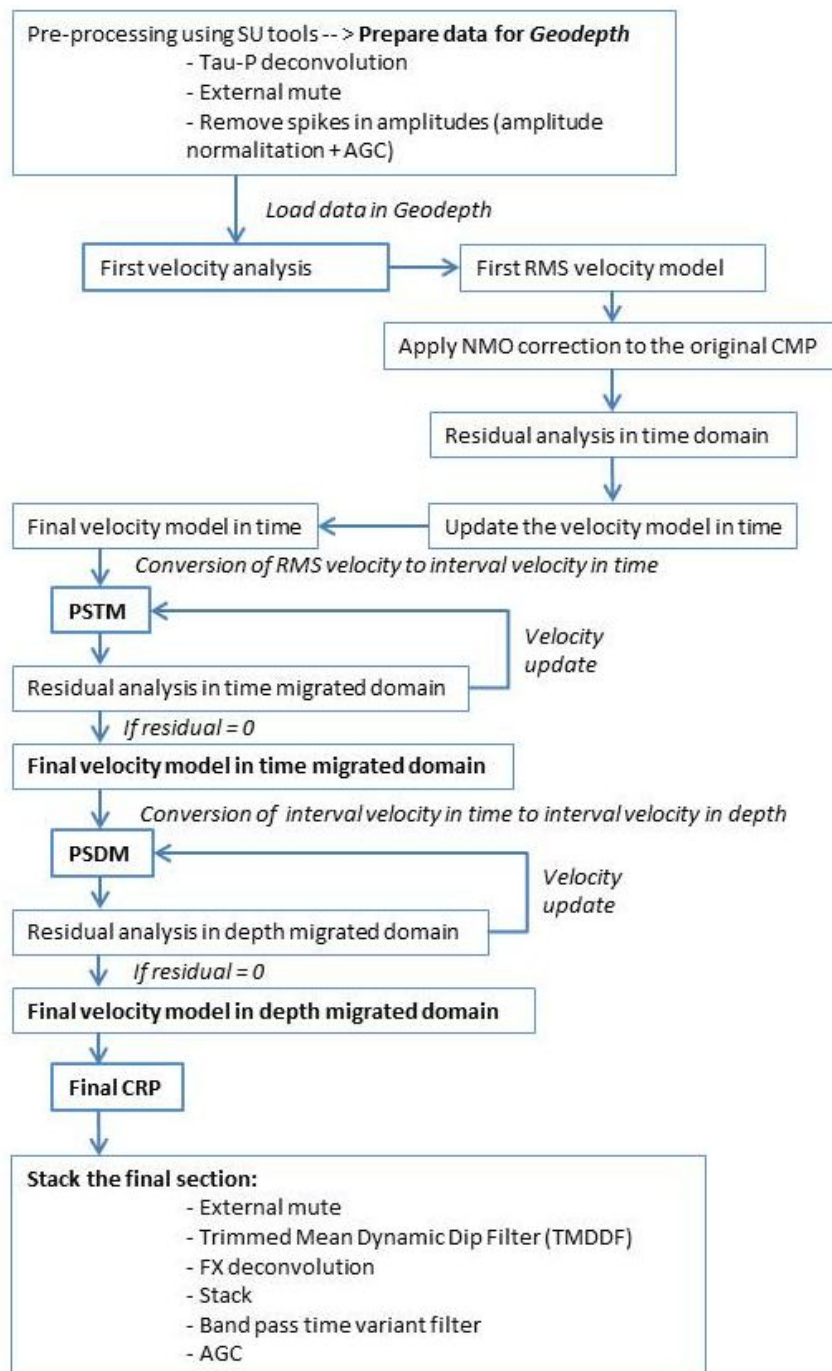 Pre-processing using SU tools -- > Prepare data for Geodepth
- Tau-P deconvolution
- External mute
- Remove spikes in amplitudes (amplitude
normalitation + AGC)
Load data in Geodepth
First velocity analysis
First RMS velocity model
Apply NMO correction to the original CMP
Residual analysis in time domain
Final velocity model in time
Update the velocity model in time
Conversion of RMS velocity to interval velocity in time
PSTM
Velocity
update
Residual analysis in time migrated domain
If residual = 0
Final velocity model in time migrated domain
Conversion of interval velocity in time to interval velocity in depth
PSDM
Velocity
update
Residual analysis in depth migrated domain
If residual = 0
Final velocity model in depth migrated domain
Final CRP
Stack the final section:
- External mute
- Trimmed Mean Dynamic Dip Filter (TMDDF)
- FX deconvolution
- Stack
- Band pass time variant filter
- AGC